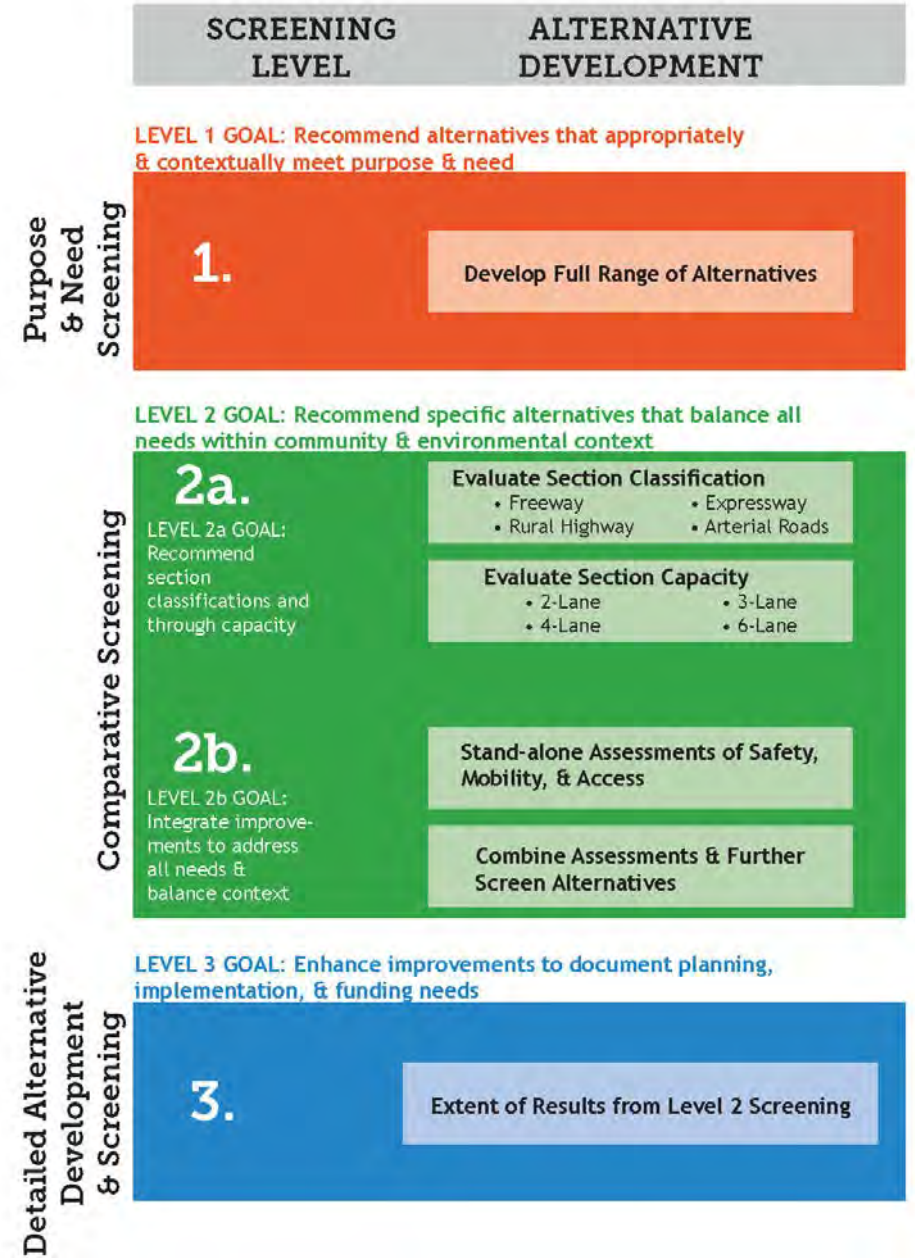 SCREENING
LEVEL
ALTERNATIVE
DEVELOPMENT
Purpose
& Need
Screening
LEVEL 1 GOAL: Recommend alternatives that appropriately
& contextually meet purpose & need
1.
Develop Full Range of Alternatives
Comparative Screening
LEVEL 2 GOAL: Recommend specific alternatives that balance all
needs within community & environmental context
2a.
LEVEL 2a GOAL:
Recommend
section
classifications and
through capacity
Evaluate Section Classification
• Freeway • Expressway
• Rural Highway • Arterial Roads
Evaluate Section Capacity
• 2-Lane • 3-Lane
• 4-Lane • 6-Lane
2b.
LEVEL 2b GOAL:
Integrate improve-
ments to address
all needs &
balance context
Stand-alone Assessments of Safety,
Mobility, & Access
Combine Assessments & Further
Screen Alternatives
Detailed Alternative
Development
& Screening
LEVEL 3 GOAL: Enhance improvements to document planning,
implementation, & funding needs
3.
Extent of Results from Level 2 Screening